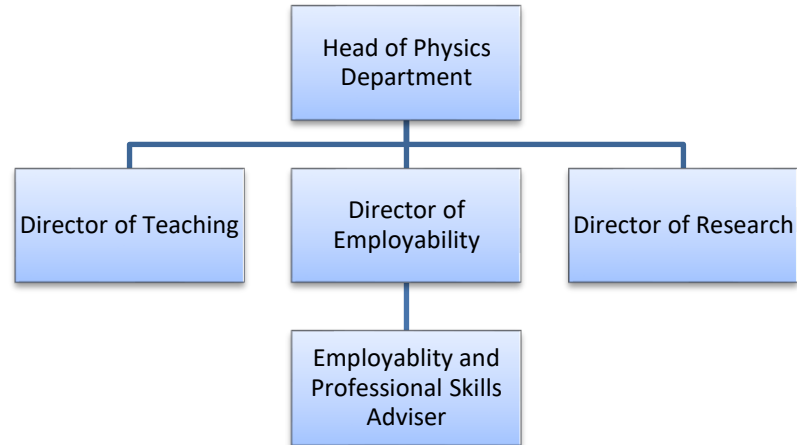 Head of Physics
Department
Director of Teaching
Director of
Employability
Director of Research
Employablity and
Professional Skills
Adviser